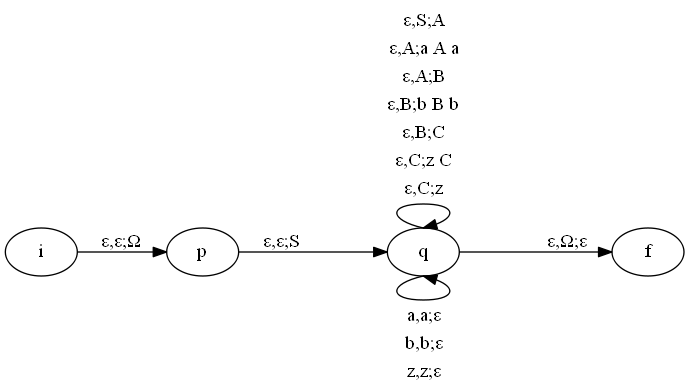 ε,S;A
ε,A;a A a
ε,A;B
ε,B;b B b
ε,B;C
ε,C;z C
ε,C;z
i
ε,ε;Ω
p
ε,ε;S
q
ε,Ω;ε
f
a,a;ε
b,b;ε
z,z;ε